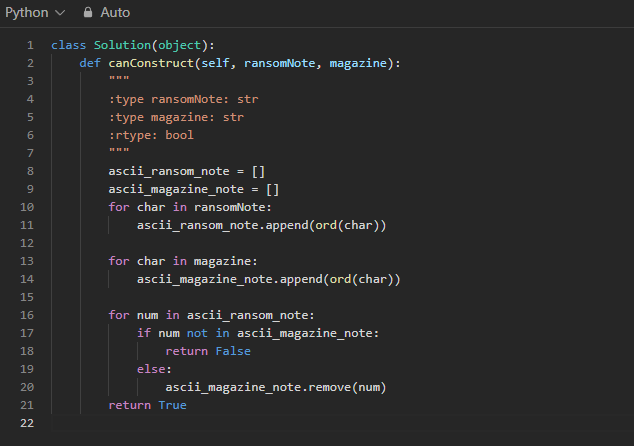 Python Auto
1 class Solution(object):
2     def canConstruct(self, ransomNote, magazine):
3         """
4         :type ransomNote: str
5         :type magazine: str
6         :rtype: bool
7         """
8         ascii_ransom_note = []
9         ascii_magazine_note = []
10         for char in ransomNote:
11             ascii_ransom_note.append(ord(char))
12
13         for char in magazine:
14             ascii_magazine_note.append(ord(char))
15
16         for num in ascii_ransom_note:
17             if num not in ascii_magazine_note:
18                 return False
19             else:
20                 ascii_magazine_note.remove(num)
21         return True
22